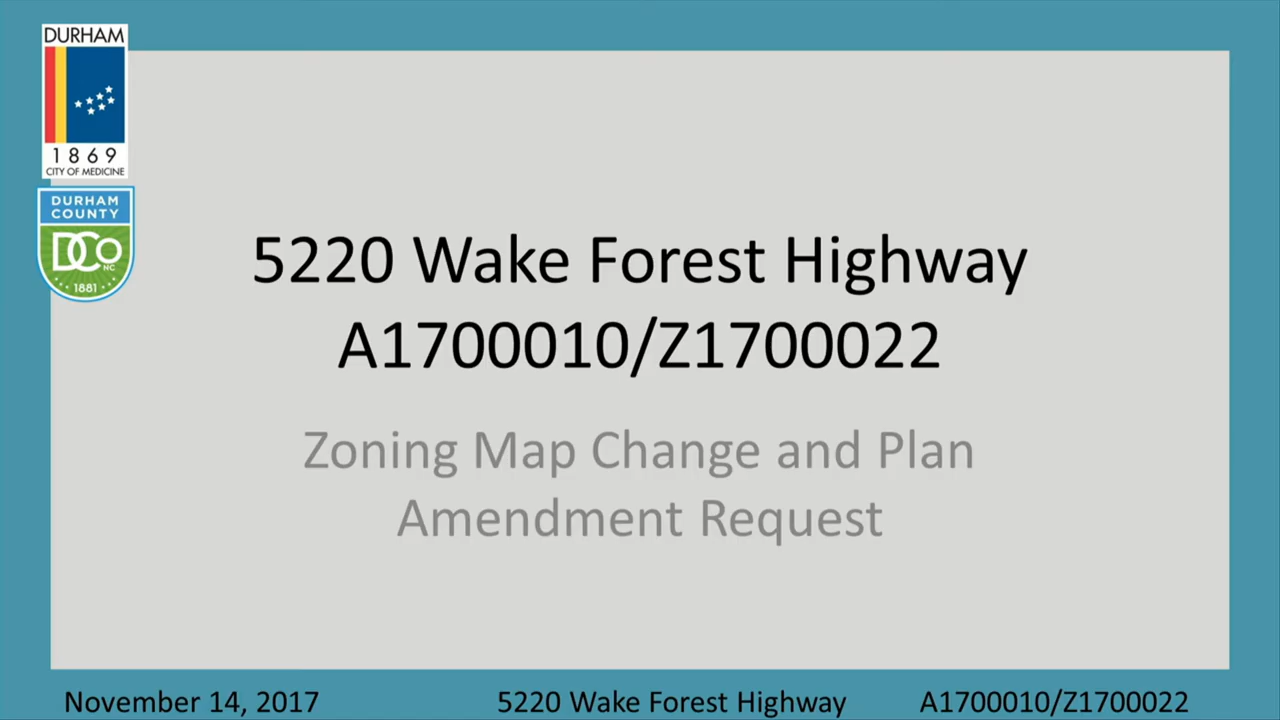 DURHAM
1869
CITY OF MEDICINE
DURHAM
COUNTY
DCO
NC
1881
5220 Wake Forest Highway
A1700010/Z1700022
Zoning Map Change and Plan
Amendment Request
November 14, 2017 5220 Wake Forest Highway A1700010/Z1700022